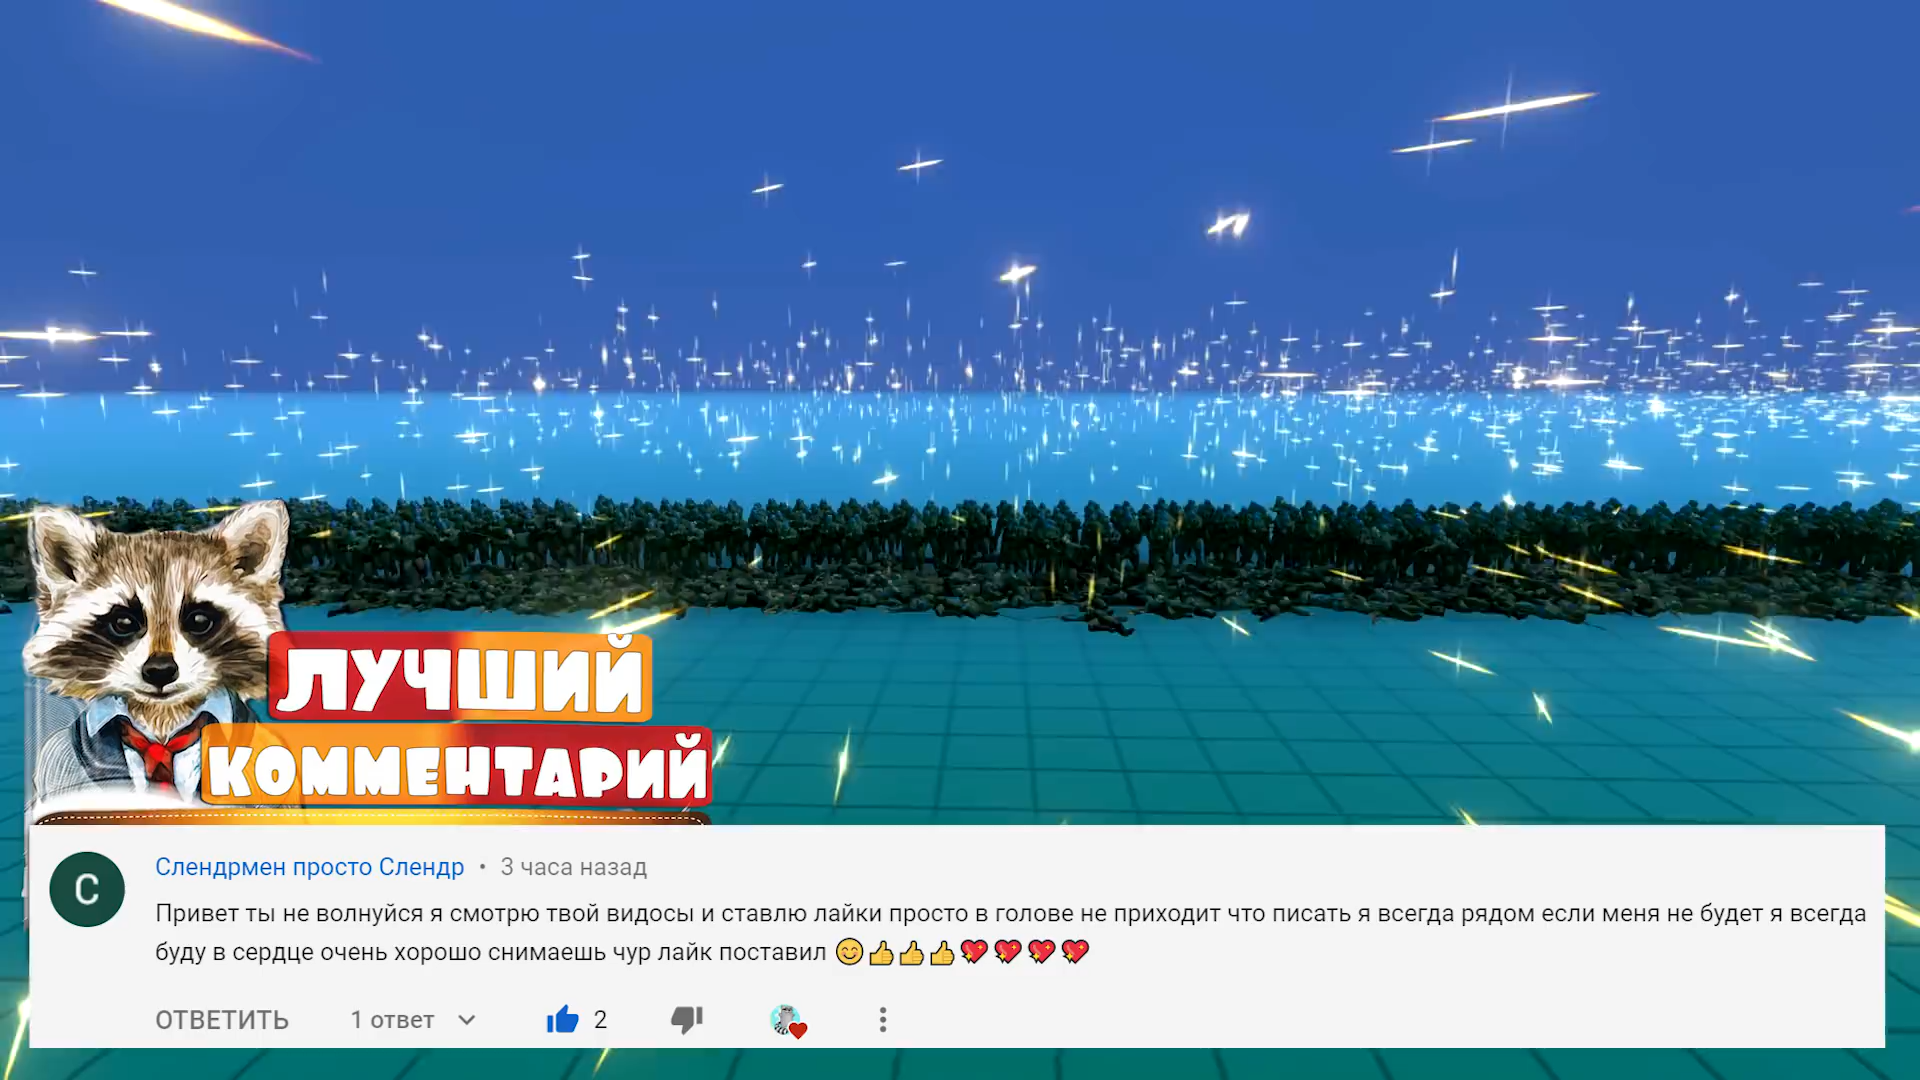 ЛУЧШИЙ
КОММЕНТАРИЙ
С
Слендрмен просто Слендр • 3 часа назад
Привет ты не волнуйся я смотрю твой видосы и ставлю лайки просто в голове не приходит что писать я всегда рядом если меня не будет я всегда
буду в сердце очень хорошо снимаешь чур лайк поставил 😊👍👍👍💖💖💖💖
ОТВЕТИТЬ 1 ответ 2